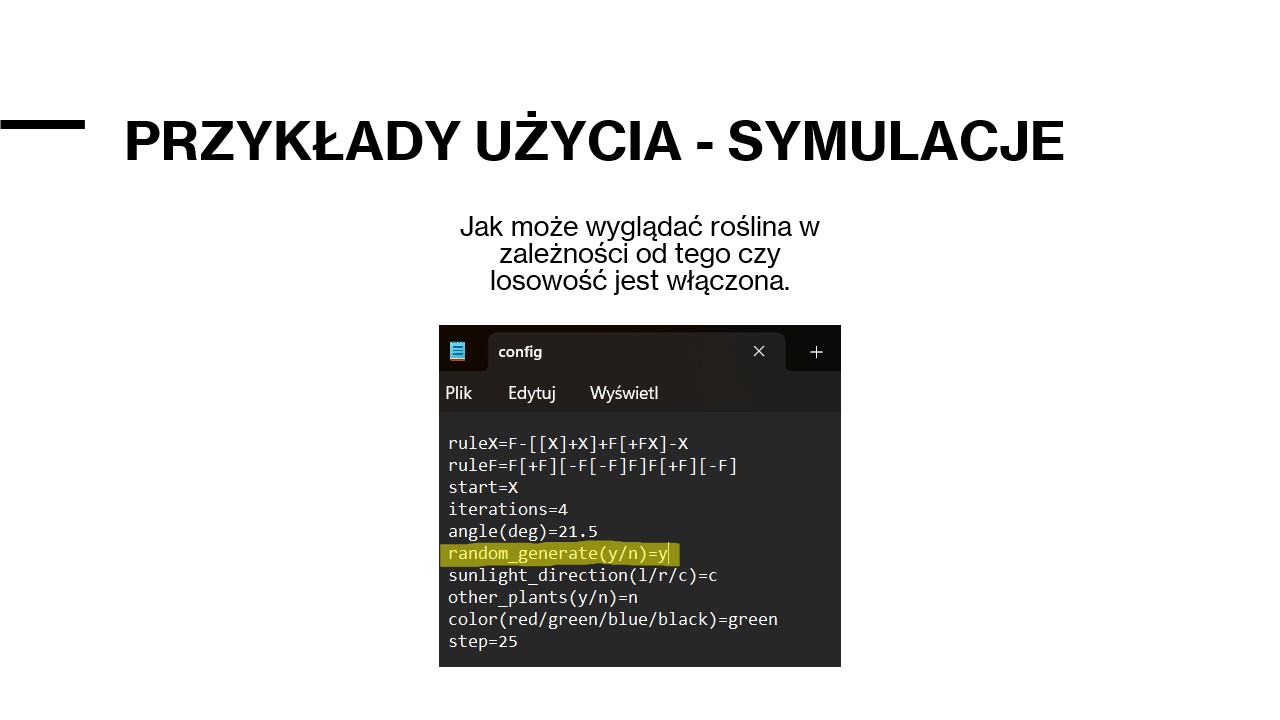 PRZYKŁADY UŻYCIA - SYMULACJE
Jak może wyglądać roślina w
zależności od tego czy
losowość jest włączona.
config
Plik Edytuj Wyświetl
ruleX=F-[[X]+X]+F[+FX]-X
ruleF=F[+F][-F[-F]F]F[+F][-F]
start=X
iterations=4
angle(deg)=21.5
random_generate(y/n)=y
sunlight_direction(l/r/c)=c
other_plants(y/n)=n
color(red/green/blue/black)=green
step=25